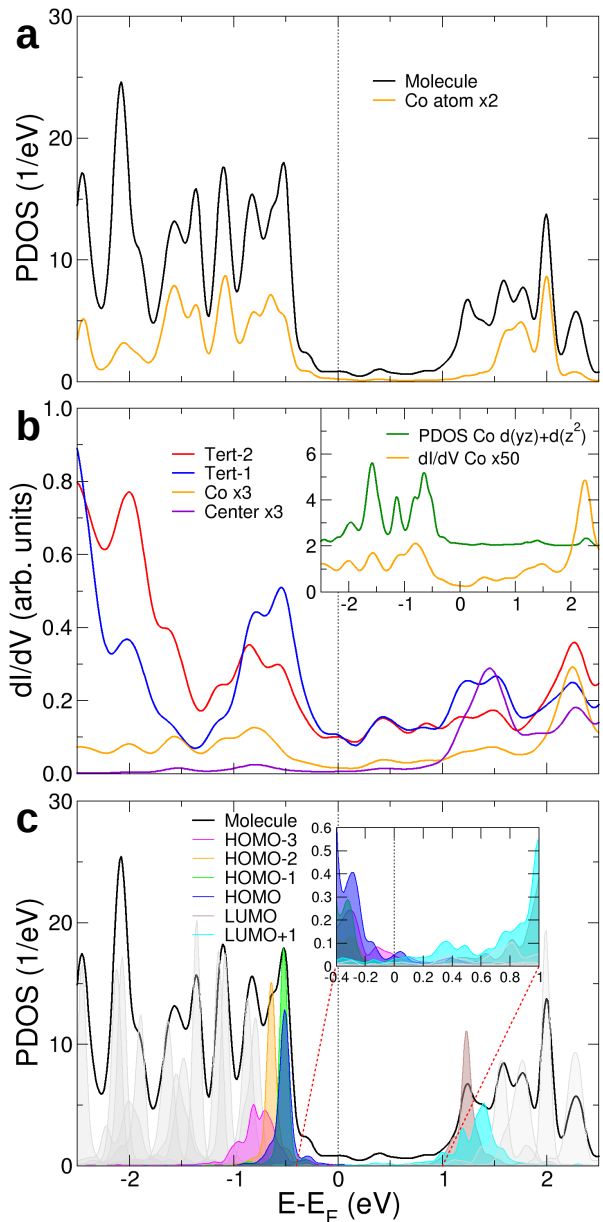 a
30
20
10
0
PDOS (1/eV)
Molecule
Co atom x2
b
1.0
0.8
0.6
0.4
0.2
0.0
dI/dV (arb. units)
Tert-2
Tert-1
Co x3
Center x3
PDOS Co d(yz)+d(z²)
dI/dV Co x50
6
4
2
0
-2 -1 0 1 2
c
30
20
10
0
PDOS (1/eV)
Molecule
HOMO-3
HOMO-2
HOMO-1
HOMO
LUMO
LUMO+1
0.6
0.5
0.4
0.3
0.2
0.1
0
-0.4 -0.2 0 0.2 0.4 0.6 0.8 1
-2 -1 0 1 2
E-E_F (eV)